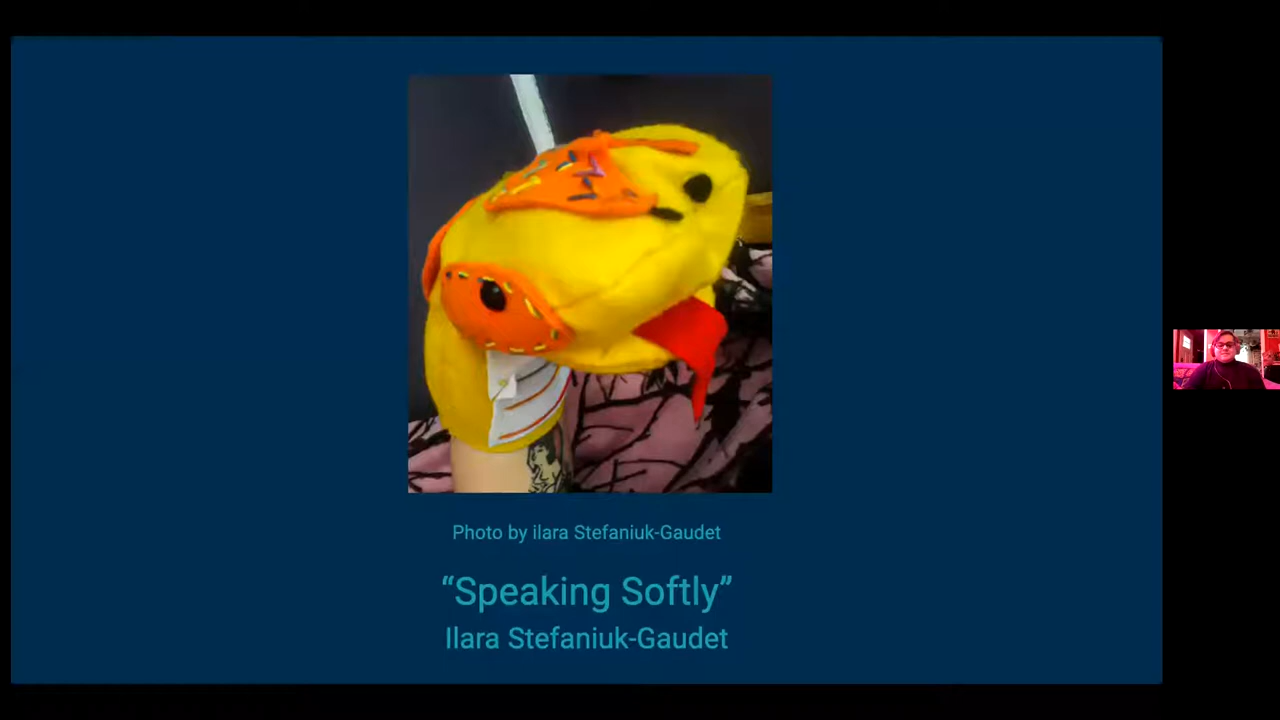 Photo by ilara Stefaniuk-Gaudet
“Speaking Softly”
Ilara Stefaniuk-Gaudet